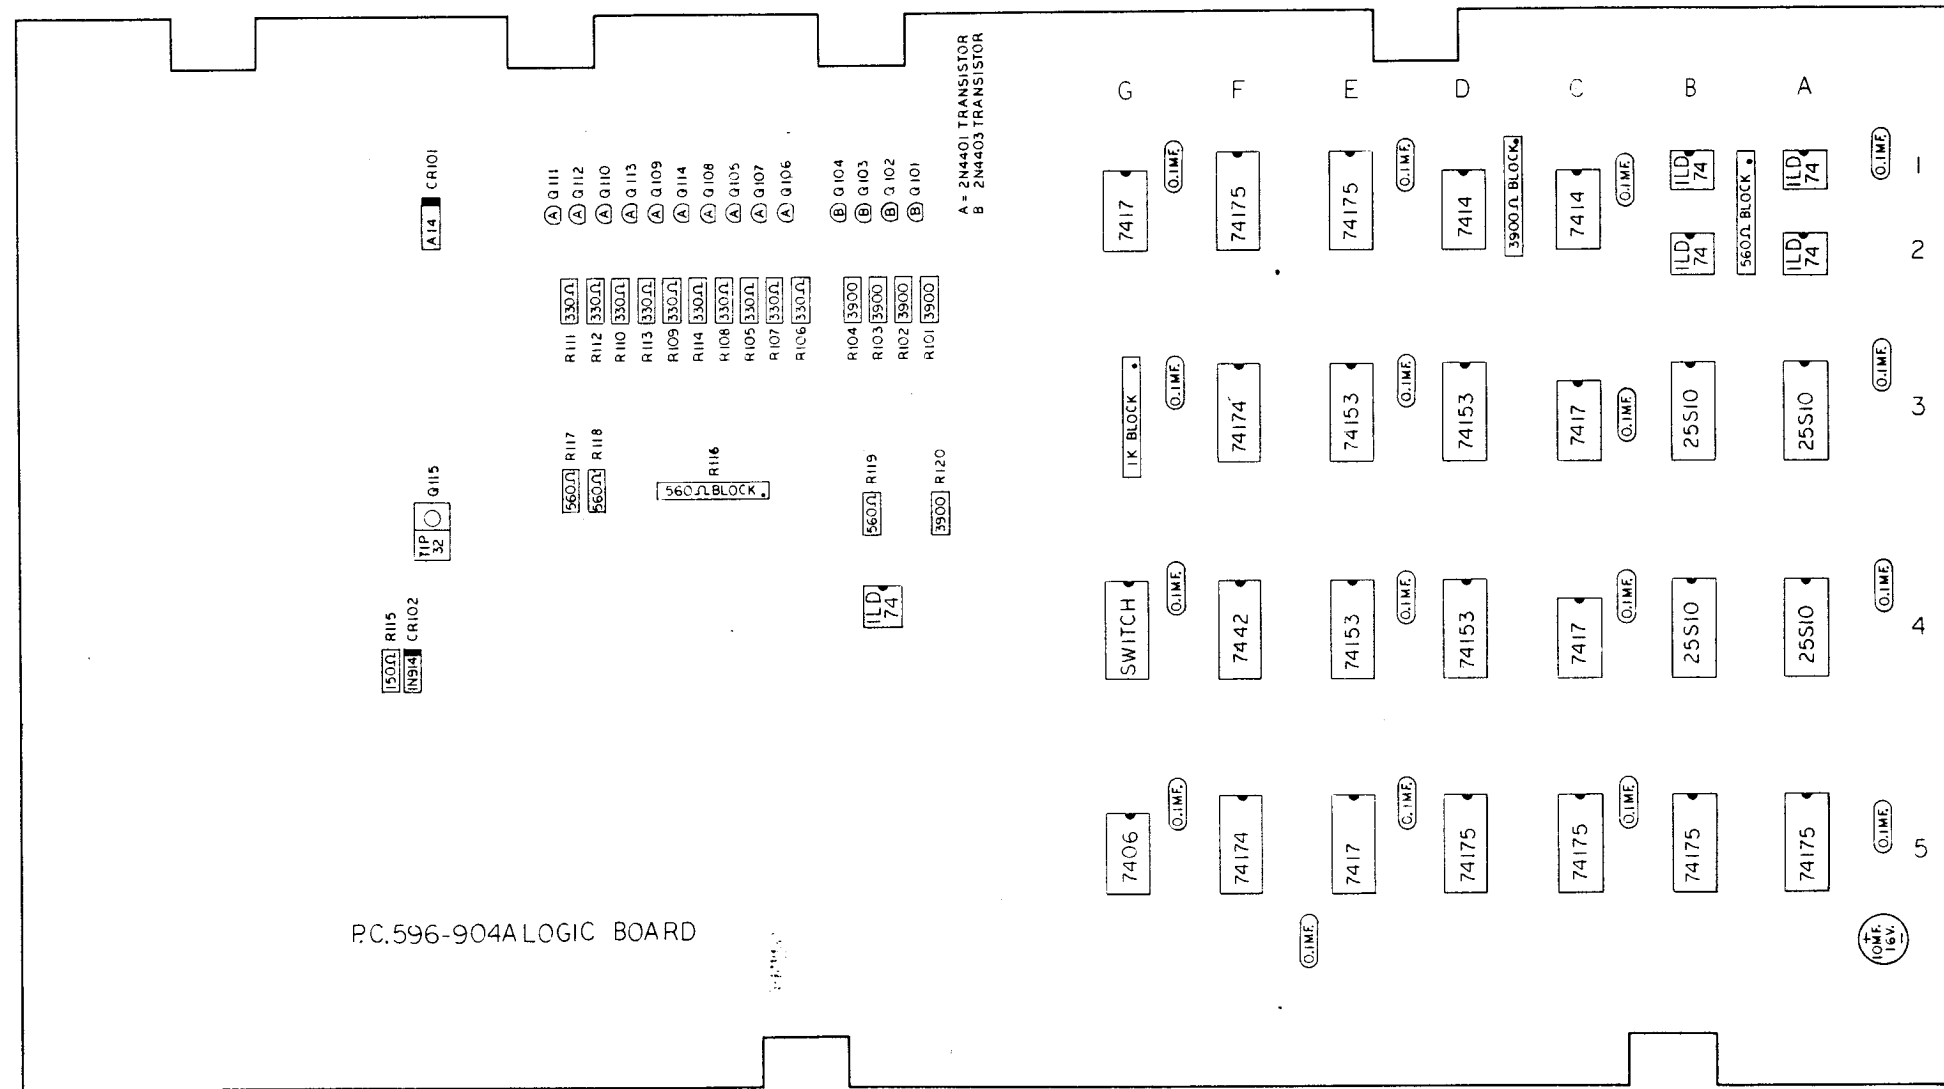 G F E D C B A
1
2
3
4
5
A = 2N4401 TRANSISTOR
B 2N4403 TRANSISTOR
A14 CR101
A Q111
A Q112
A Q110
A Q113
A Q109
A Q114
A Q108
A Q105
A Q107
A Q106
B Q104
B Q103
B Q102
B Q101
R111 330Ω
R112 330Ω
R110 330Ω
R113 330Ω
R109 330Ω
R114 330Ω
R108 330Ω
R105 330Ω
R107 330Ω
R106 330Ω
R104 3900
R103 3900
R102 3900
R101 3900
560Ω R117
560Ω R118
R116
560Ω BLOCK
560Ω R119
3900 R120
TIP
32
Q115
ILD
74
150Ω R115
1N914 CR102
7417
0.1MF.
74175
74175
0.1MF.
7414
3900Ω BLOCK
7414
0.1MF.
ILD
74
ILD
74
560Ω BLOCK
ILD
74
ILD
74
0.1MF.
1K BLOCK
0.1MF.
74174
74153
0.1MF.
74153
7417
0.1MF.
25S10
25S10
0.1MF.
SWITCH
0.1MF.
7442
74153
0.1MF.
74153
7417
0.1MF.
25S10
25S10
0.1MF.
7406
0.1MF.
74174
7417
0.1MF.
74175
74175
0.1MF.
74175
74175
0.1MF.
P.C.596-904A LOGIC BOARD
0.1MF.
+
10MF.
16V.
−